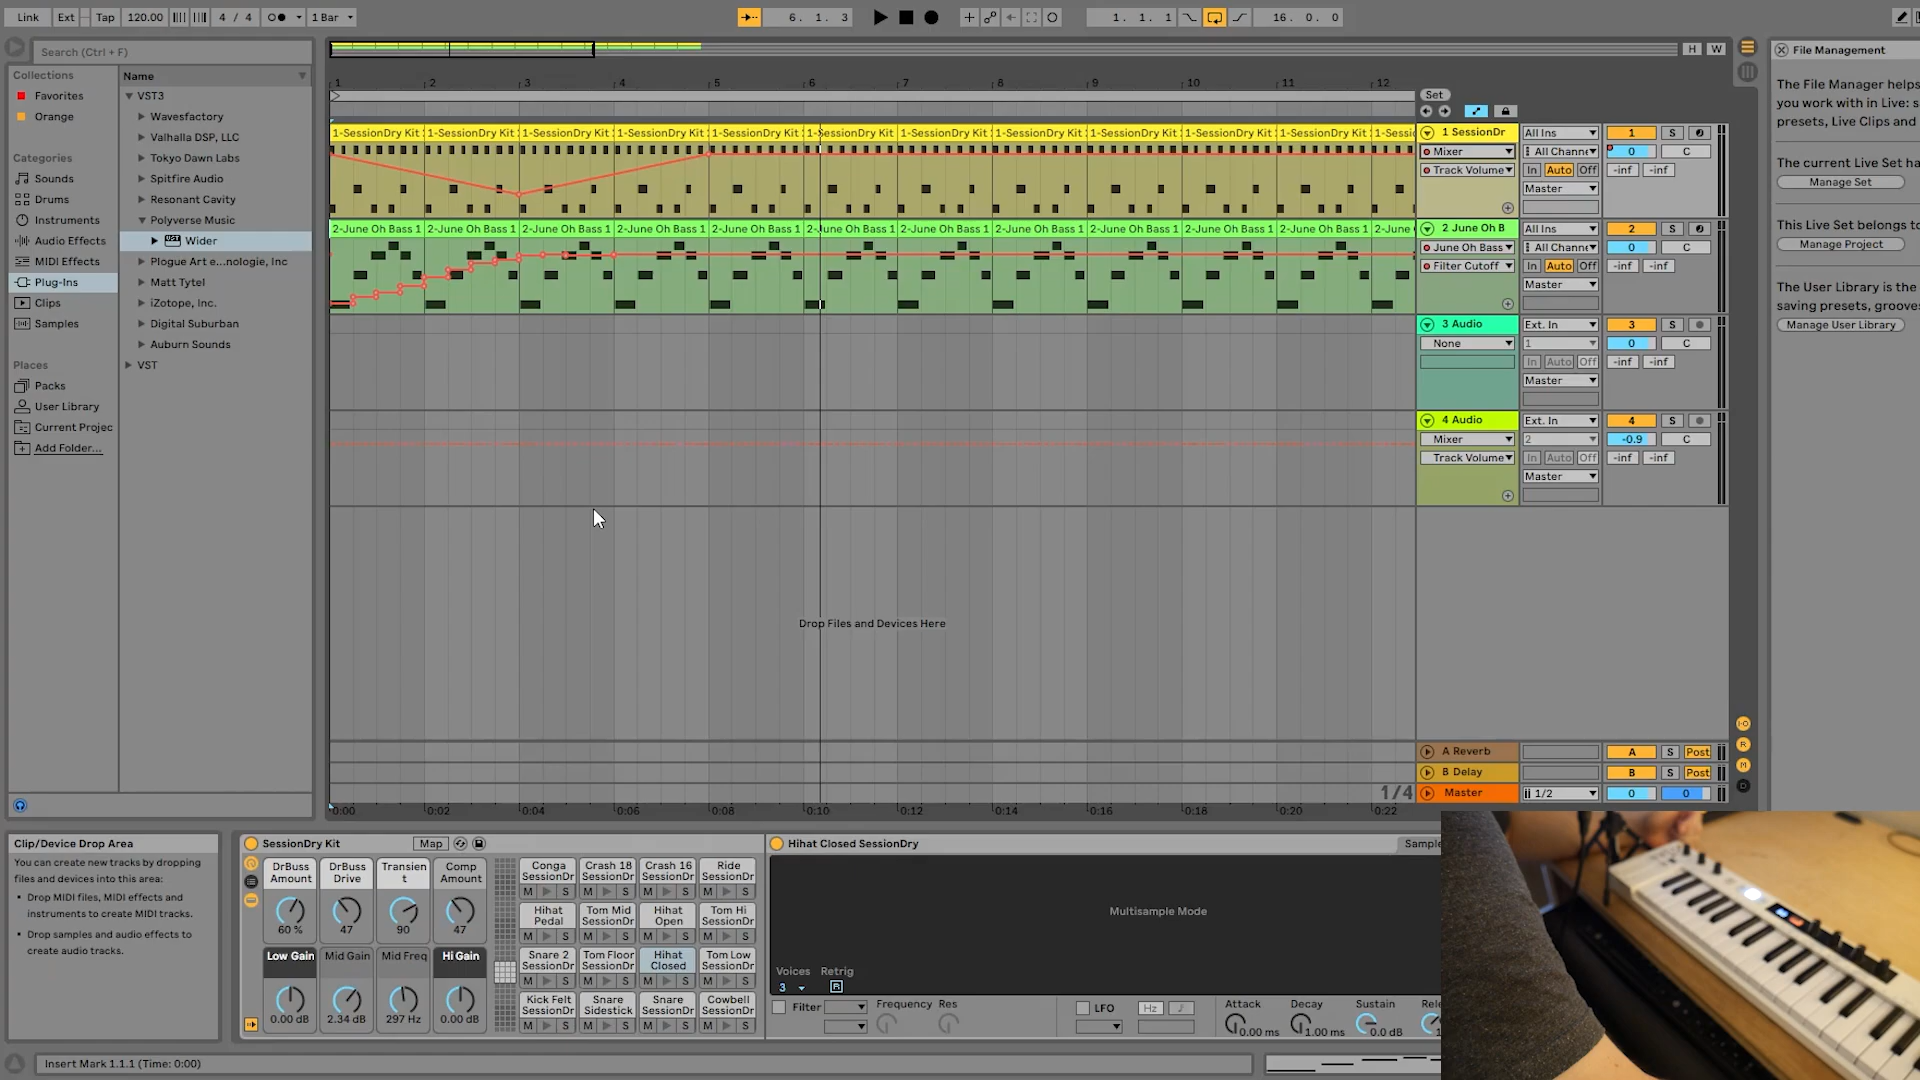 Link Ext Tap 120.00 4 / 4 1 Bar 6. 1. 3 1. 1. 1 16. 0. 0
Search (Ctrl + F)
H W
File Management
Collections
Favorites
Orange
Categories
Sounds
Drums
Instruments
Audio Effects
MIDI Effects
Plug-Ins
Clips
Samples
Places
Packs
User Library
Current Projec
Add Folder...
Name
VST3
Wavesfactory
Valhalla DSP, LLC
Tokyo Dawn Labs
Spitfire Audio
Resonant Cavity
Polyverse Music
Wider
Plogue Art e...nologie, Inc
Matt Tytel
iZotope, Inc.
Digital Suburban
Auburn Sounds
VST
1 2 3 4 5 6 7 8 9 10 11 12
Set
1-SessionDry Kit 1-SessionDry Kit 1-SessionDry Kit 1-SessionDry Kit 1-SessionDry Kit 1-SessionDry Kit 1-SessionDry Kit 1-SessionDry Kit 1-SessionDry Kit 1-SessionDry Kit 1-SessionDry Kit 1-Sessi
2-June Oh Bass 1 2-June Oh Bass 1 2-June Oh Bass 1 2-June Oh Bass 1 2-June Oh Bass 1 2-June Oh Bass 1 2-June Oh Bass 1 2-June Oh Bass 1 2-June Oh Bass 1 2-June Oh Bass 1 2-June Oh Bass 1 2-June
1 SessionDr All Ins 1 S
Mixer All Channe 0 C
Track Volume In Auto Off -inf -inf
Master
2 June Oh B All Ins 2 S
June Oh Bass All Channe 0 C
Filter Cutoff In Auto Off -inf -inf
Master
3 Audio Ext. In 3 S
None 1 0 C
In Auto Off -inf -inf
Master
4 Audio Ext. In 4 S
Mixer 2 -0.9 C
Track Volume In Auto Off -inf -inf
Master
Drop Files and Devices Here
A Reverb A S Post
B Delay B S Post
Master 1/2 0 0
1/4
0:00 0:02 0:04 0:06 0:08 0:10 0:12 0:14 0:16 0:18 0:20 0:22
The File Manager helps
you work with in Live: s
presets, Live Clips and
The current Live Set ha
Manage Set
This Live Set belongs to
Manage Project
The User Library is the
saving presets, groove
Manage User Library
Clip/Device Drop Area
You can create new tracks by dropping
files and devices into this area:
• Drop MIDI files, MIDI effects and
instruments to create MIDI tracks.
• Drop samples and audio effects to
create audio tracks.
SessionDry Kit Map
DrBuss Amount
DrBuss Drive
Transien t
Comp Amount
60 % 47 90 47
Low Gain Mid Gain Mid Freq Hi Gain
0.00 dB 2.34 dB 297 Hz 0.00 dB
Conga SessionDr
Crash 18 SessionDr
Crash 16 SessionDr
Ride SessionDr
M S M S M S M S
Hihat Pedal
Tom Mid SessionDr
Hihat Open
Tom Hi SessionDr
M S M S M S M S
Snare 2 SessionDr
Tom Floor SessionDr
Hihat Closed
Tom Low SessionDr
M S M S M S M S
Kick Felt SessionDr
Snare Sidestick
Snare SessionDr
Cowbell SessionDr
M S M S M S M S
Hihat Closed SessionDry
Sample
Multisample Mode
Voices Retrig
3 R
Filter Frequency Res LFO Hz Attack Decay Sustain Rele
0.00 ms 1.00 ms 0.0 dB
Insert Mark 1.1.1 (Time: 0:00)